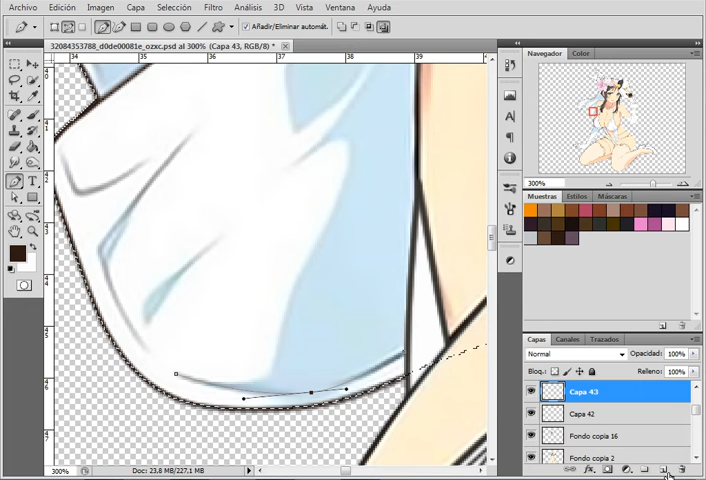 Archivo Edición Imagen Capa Selección Filtro Análisis 3D Vista Ventana Ayuda
Añadir/Eliminar automát.
32084353788_d0de00081e_ozxc.psd al 300% (Capa 43, RGB/8) *
34 35 36 37 38 39
Navegador Color
300%
Muestras Estilos Máscaras
Capas Canales Trazados
Normal Opacidad: 100%
Bloq.: Relleno: 100%
Capa 43
Capa 42
Fondo copia 16
Fondo copia 2
300% Doc: 23,8 MB/227,1 MB